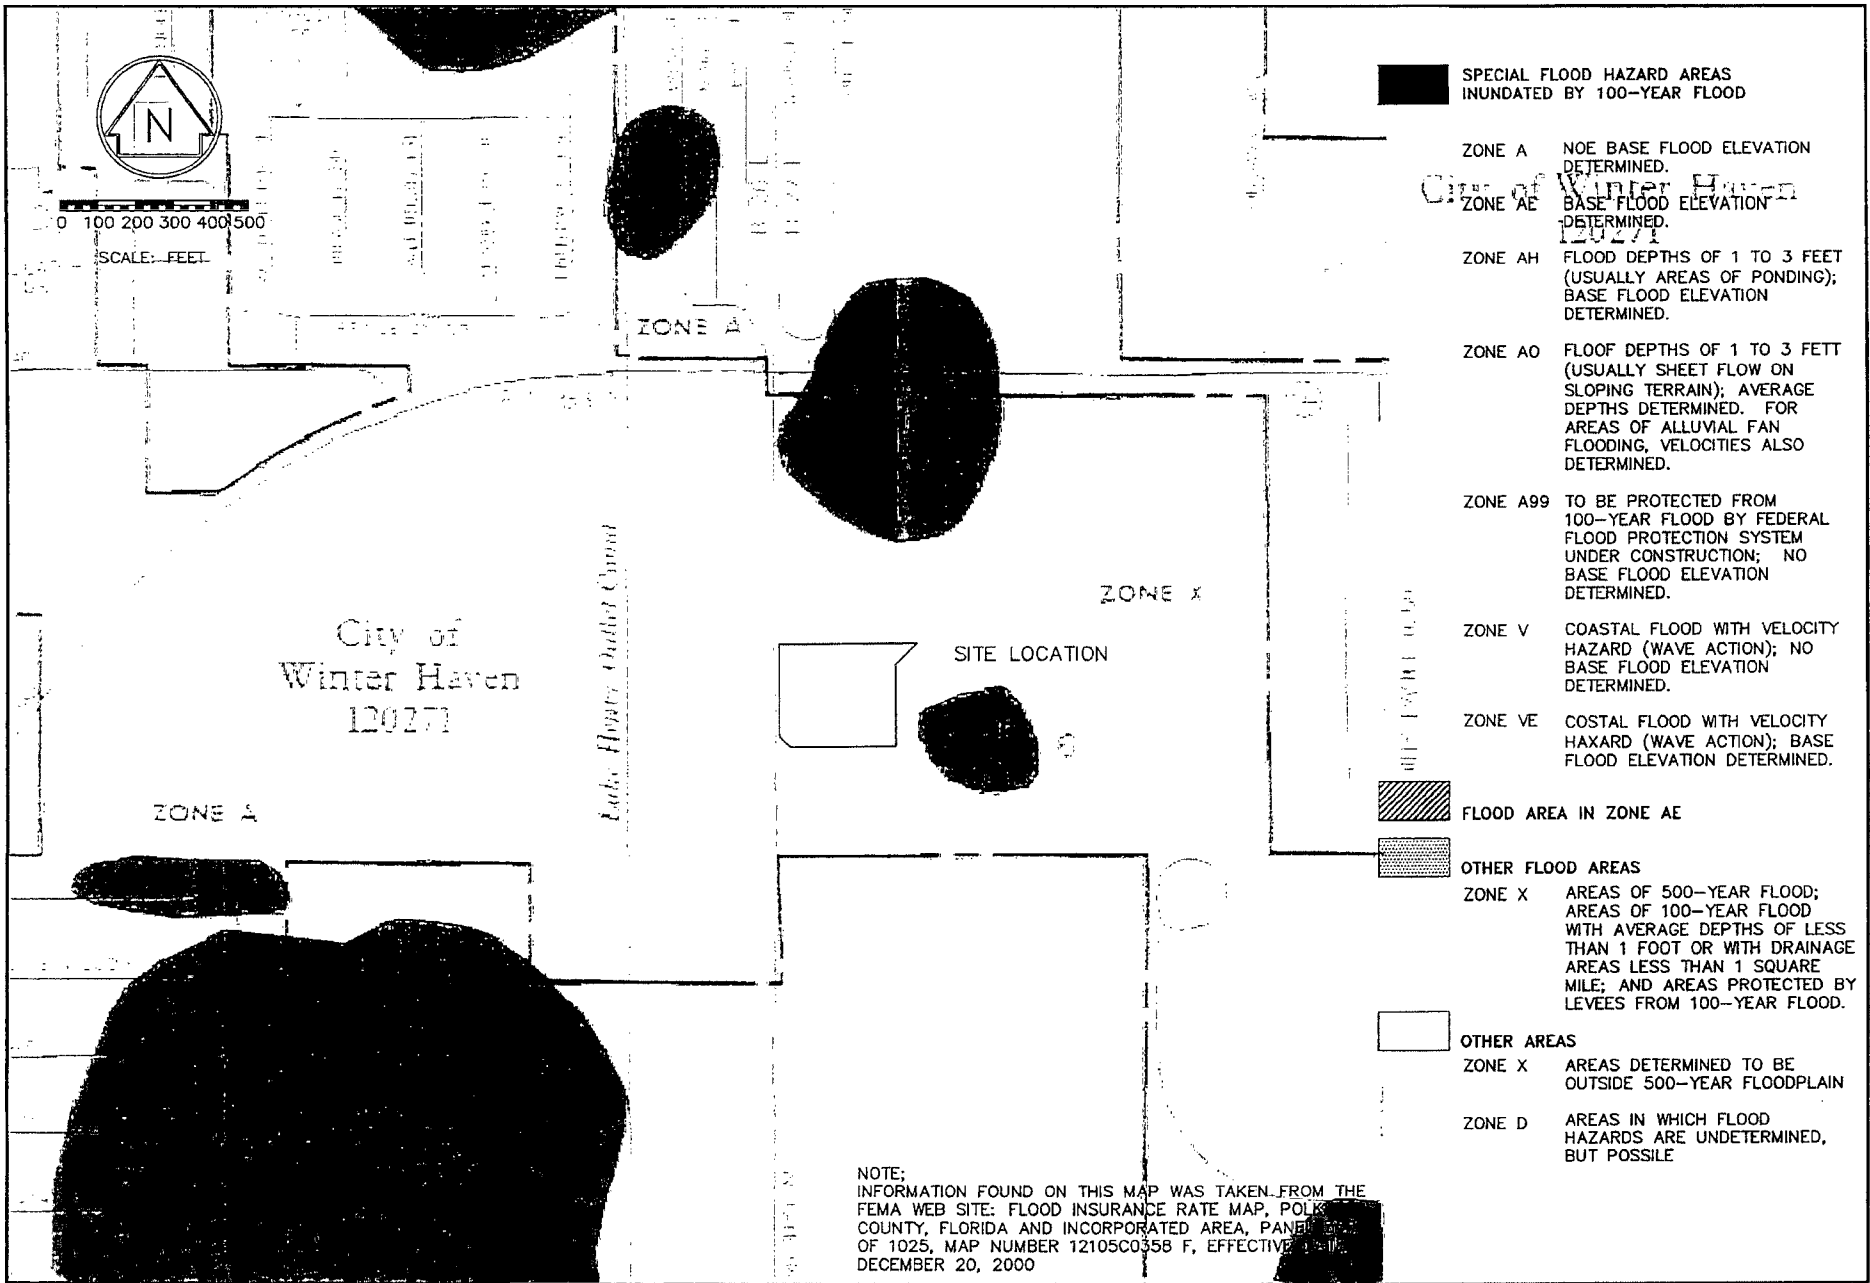 N
0 100 200 300 400 500
SCALE: FEET
ZONE A
ZONE X
SITE LOCATION
City of
Winter Haven
120271
ZONE A
NOTE;
INFORMATION FOUND ON THIS MAP WAS TAKEN FROM THE
FEMA WEB SITE: FLOOD INSURANCE RATE MAP, POLK
COUNTY, FLORIDA AND INCORPORATED AREA,
OF 1025, MAP NUMBER 12105C0358 F, EFFECTIVE
DECEMBER 20, 2000
SPECIAL FLOOD HAZARD AREAS
INUNDATED BY 100-YEAR FLOOD
ZONE A NOE BASE FLOOD ELEVATION
DETERMINED.
City of Winter Haven
ZONE AE BASE FLOOD ELEVATION
DETERMINED.
120271
ZONE AH FLOOD DEPTHS OF 1 TO 3 FEET
(USUALLY AREAS OF PONDING);
BASE FLOOD ELEVATION
DETERMINED.
ZONE AO FLOOF DEPTHS OF 1 TO 3 FETT
(USUALLY SHEET FLOW ON
SLOPING TERRAIN); AVERAGE
DEPTHS DETERMINED. FOR
AREAS OF ALLUVIAL FAN
FLOODING, VELOCITIES ALSO
DETERMINED.
ZONE A99 TO BE PROTECTED FROM
100-YEAR FLOOD BY FEDERAL
FLOOD PROTECTION SYSTEM
UNDER CONSTRUCTION; NO
BASE FLOOD ELEVATION
DETERMINED.
ZONE V COASTAL FLOOD WITH VELOCITY
HAZARD (WAVE ACTION); NO
BASE FLOOD ELEVATION
DETERMINED.
ZONE VE COSTAL FLOOD WITH VELOCITY
HAXARD (WAVE ACTION); BASE
FLOOD ELEVATION DETERMINED.
FLOOD AREA IN ZONE AE
OTHER FLOOD AREAS
ZONE X AREAS OF 500-YEAR FLOOD;
AREAS OF 100-YEAR FLOOD
WITH AVERAGE DEPTHS OF LESS
THAN 1 FOOT OR WITH DRAINAGE
AREAS LESS THAN 1 SQUARE
MILE; AND AREAS PROTECTED BY
LEVEES FROM 100-YEAR FLOOD.
OTHER AREAS
ZONE X AREAS DETERMINED TO BE
OUTSIDE 500-YEAR FLOODPLAIN
ZONE D AREAS IN WHICH FLOOD
HAZARDS ARE UNDETERMINED,
BUT POSSILE